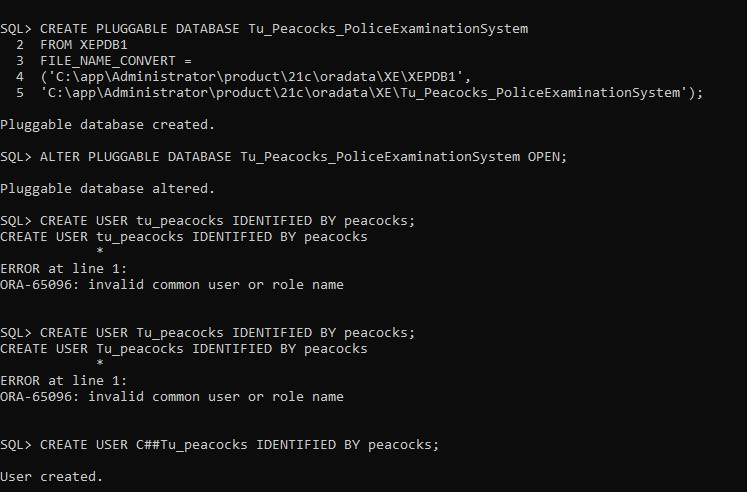 SQL> CREATE PLUGGABLE DATABASE Tu_Peacocks_PoliceExaminationSystem
  2  FROM XEPDB1
  3  FILE_NAME_CONVERT =
  4  ('C:\app\Administrator\product\21c\oradata\XE\XEPDB1',
  5  'C:\app\Administrator\product\21c\oradata\XE\Tu_Peacocks_PoliceExaminationSystem');
Pluggable database created.
SQL> ALTER PLUGGABLE DATABASE Tu_Peacocks_PoliceExaminationSystem OPEN;
Pluggable database altered.
SQL> CREATE USER tu_peacocks IDENTIFIED BY peacocks;
CREATE USER tu_peacocks IDENTIFIED BY peacocks
            *
ERROR at line 1:
ORA-65096: invalid common user or role name
SQL> CREATE USER Tu_peacocks IDENTIFIED BY peacocks;
CREATE USER Tu_peacocks IDENTIFIED BY peacocks
            *
ERROR at line 1:
ORA-65096: invalid common user or role name
SQL> CREATE USER C##Tu_peacocks IDENTIFIED BY peacocks;
User created.